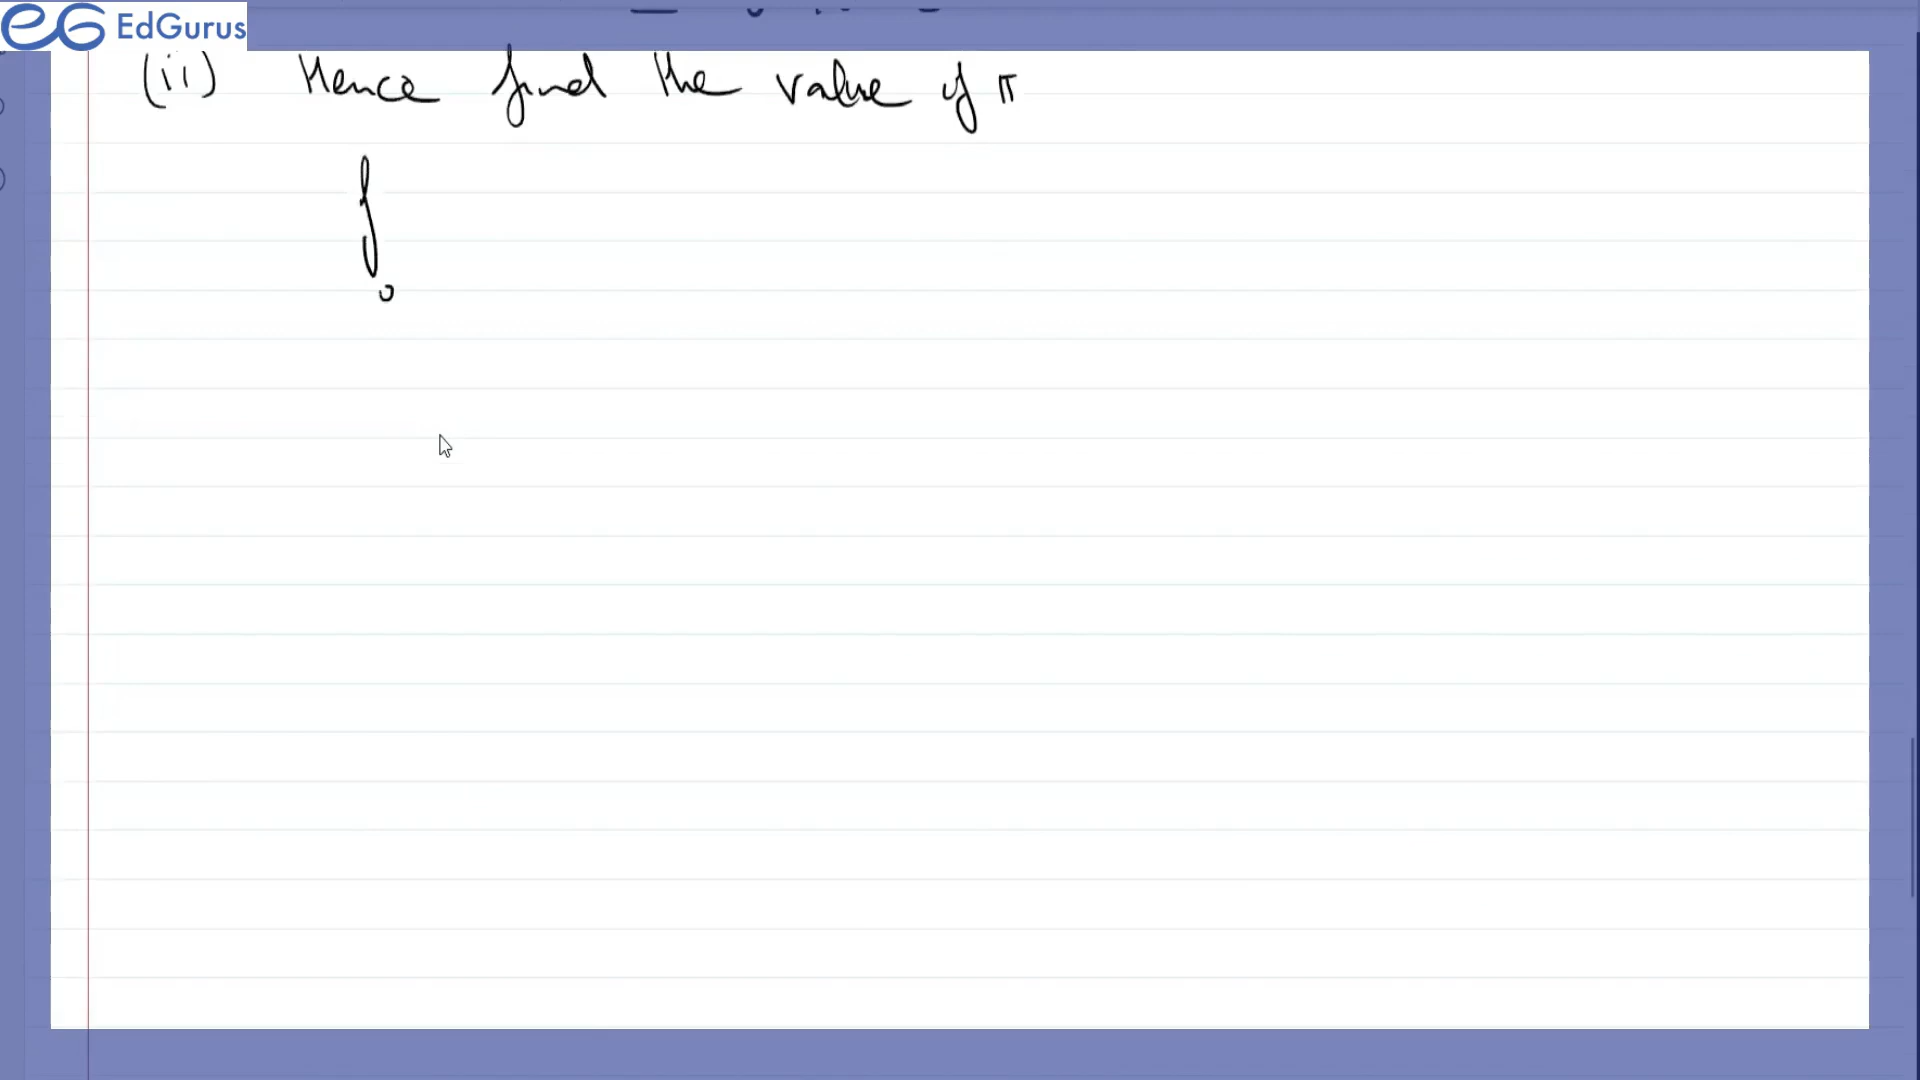 EdGurus
(ii) Hence find the value of π
∫
0